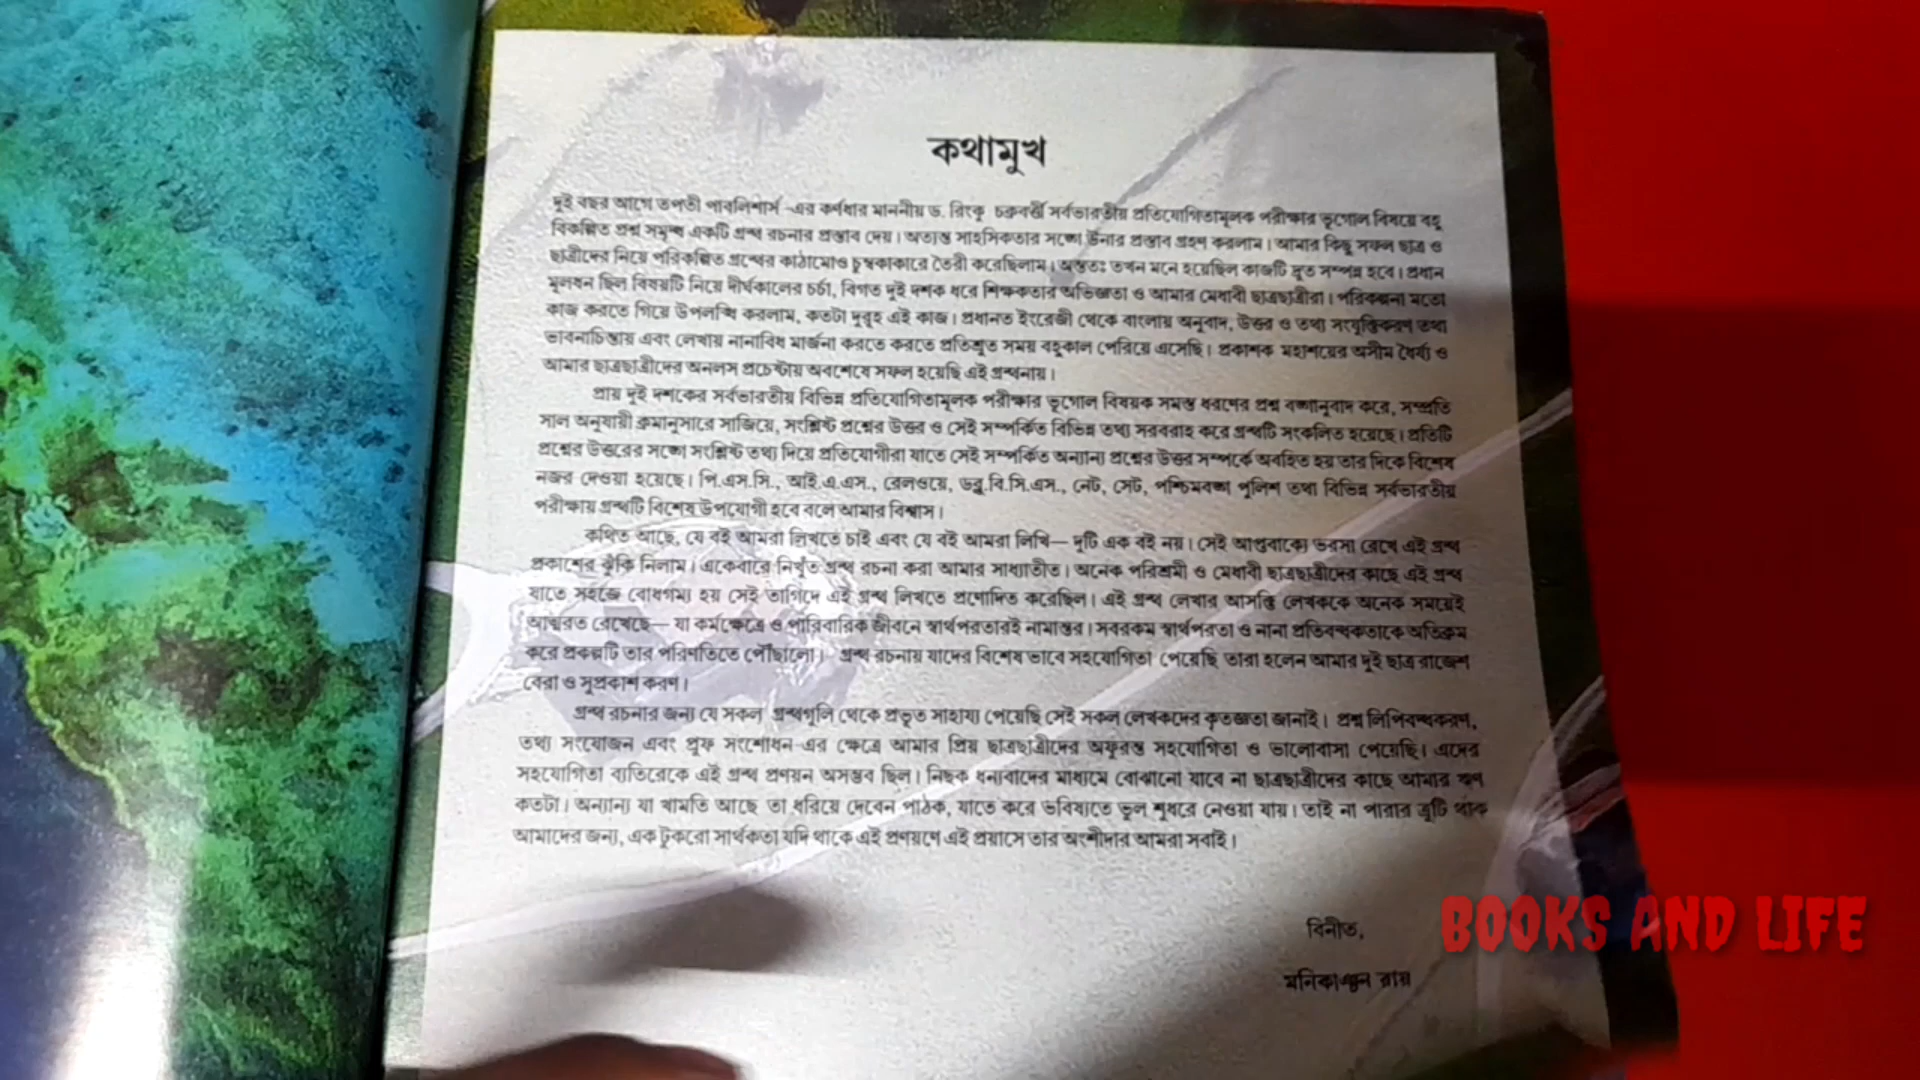 কথামুখ
দুই বছর আগে তপতী পাবলিশার্স -এর কর্ণধার মাননীয় ড. রিংকু চক্রবর্ত্তী সর্বভারতীয় প্রতিযোগিতামূলক পরীক্ষার ভূগোল বিষয়ে বহু
বিকল্পিত প্রশ্ন সমৃদ্ধ একটি গ্রন্থ রচনার প্রস্তাব দেয়। অত্যন্ত সাহসিকতার সঙ্গে উনার প্রস্তাব গ্রহণ করলাম। আমার কিছু সফল ছাত্র ও
ছাত্রীদের নিয়ে পরিকল্পিত গ্রন্থের কাঠামোও চুম্বকাকারে তৈরী করেছিলাম। অন্ততঃ তখন মনে হয়েছিল কাজটি দ্রুত সম্পন্ন হবে। প্রধান
মূলধন ছিল বিষয়টি নিয়ে দীর্ঘকালের চর্চা, বিগত দুই দশক ধরে শিক্ষকতার অভিজ্ঞতা ও আমার মেধাবী ছাত্রছাত্রীরা। পরিকল্পনা মতো
কাজ করতে গিয়ে উপলব্ধি করলাম, কতটা দুরূহ এই কাজ। প্রধানত ইংরেজী থেকে বাংলায় অনুবাদ, উত্তর ও তথ্য সংযুক্তিকরণ তথা
ভাবনাচিন্তায় এবং লেখায় নানাবিধ মার্জনা করতে করতে প্রতিশ্রুত সময় বহুকাল পেরিয়ে এসেছি। প্রকাশক মহাশয়ের অসীম ধৈর্য্য ও
আমার ছাত্রছাত্রীদের অনলস প্রচেষ্টায় অবশেষে সফল হয়েছি এই গ্রন্থনায়।
প্রায় দুই দশকের সর্বভারতীয় বিভিন্ন প্রতিযোগিতামূলক পরীক্ষার ভূগোল বিষয়ক সমস্ত ধরণের প্রশ্ন বঙ্গানুবাদ করে, সম্প্রতি
সাল অনুযায়ী ক্রমানুসারে সাজিয়ে, সংশ্লিষ্ট প্রশ্নের উত্তর ও সেই সম্পর্কিত বিভিন্ন তথ্য সরবরাহ করে গ্রন্থটি সংকলিত হয়েছে। প্রতিটি
প্রশ্নের উত্তরের সঙ্গে সংশ্লিষ্ট তথ্য দিয়ে প্রতিযোগীরা যাতে সেই সম্পর্কিত অন্যান্য প্রশ্নের উত্তর সম্পর্কে অবহিত হয় তার দিকে বিশেষ
নজর দেওয়া হয়েছে। পি.এস.সি., আই.এ.এস., রেলওয়ে, ডব্লু.বি.সি.এস., নেট, সেট, পশ্চিমবঙ্গ পুলিশ তথা বিভিন্ন সর্বভারতীয়
পরীক্ষায় গ্রন্থটি বিশেষ উপযোগী হবে বলে আমার বিশ্বাস।
কথিত আছে, যে বই আমরা লিখতে চাই এবং যে বই আমরা লিখি— দুটি এক বই নয়। সেই আপ্তবাক্যে ভরসা রেখে এই গ্রন্থ
প্রকাশের ঝুঁকি নিলাম। একেবারে নিখুঁত গ্রন্থ রচনা করা আমার সাধ্যাতীত। অনেক পরিশ্রমী ও মেধাবী ছাত্রছাত্রীদের কাছে এই গ্রন্থ
যাতে সহজে বোধগম্য হয় সেই তাগিদে এই গ্রন্থ লিখতে প্রণোদিত করেছিল। এই গ্রন্থ লেখার আসক্তি লেখককে অনেক সময়েই
আত্মরত রেখেছে— যা কর্মক্ষেত্রে ও পারিবারিক জীবনে স্বার্থপরতারই নামান্তর। সবরকম স্বার্থপরতা ও নানা প্রতিবন্ধকতাকে অতিক্রম
করে প্রকল্পটি তার পরিণতিতে পৌঁছালো। গ্রন্থ রচনায় যাদের বিশেষ ভাবে সহযোগিতা পেয়েছি তারা হলেন আমার দুই ছাত্র রাজেশ
বেরা ও সুপ্রকাশ করণ।
গ্রন্থ রচনার জন্য যে সকল গ্রন্থগুলি থেকে প্রভূত সাহায্য পেয়েছি সেই সকল লেখকদের কৃতজ্ঞতা জানাই। প্রশ্ন লিপিবদ্ধকরণ,
তথ্য সংযোজন এবং প্রুফ সংশোধন-এর ক্ষেত্রে আমার প্রিয় ছাত্রছাত্রীদের অফুরন্ত সহযোগিতা ও ভালোবাসা পেয়েছি। এদের
সহযোগিতা ব্যতিরেকে এই গ্রন্থ প্রণয়ন অসম্ভব ছিল। নিছক ধন্যবাদের মাধ্যমে বোঝানো যাবে না ছাত্রছাত্রীদের কাছে আমার ঋণ
কতটা। অন্যান্য যা খামতি আছে তা ধরিয়ে দেবেন পাঠক, যাতে করে ভবিষ্যতে ভুল শুধরে নেওয়া যায়। তাই না পারার ত্রুটি থাক
আমাদের জন্য, এক টুকরো সার্থকতা যদি থাকে এই প্রণয়ণে এই প্রয়াসে তার অংশীদার আমরা সবাই।
বিনীত,
মনিকাঞ্চন রায়
BOOKS AND LIFE